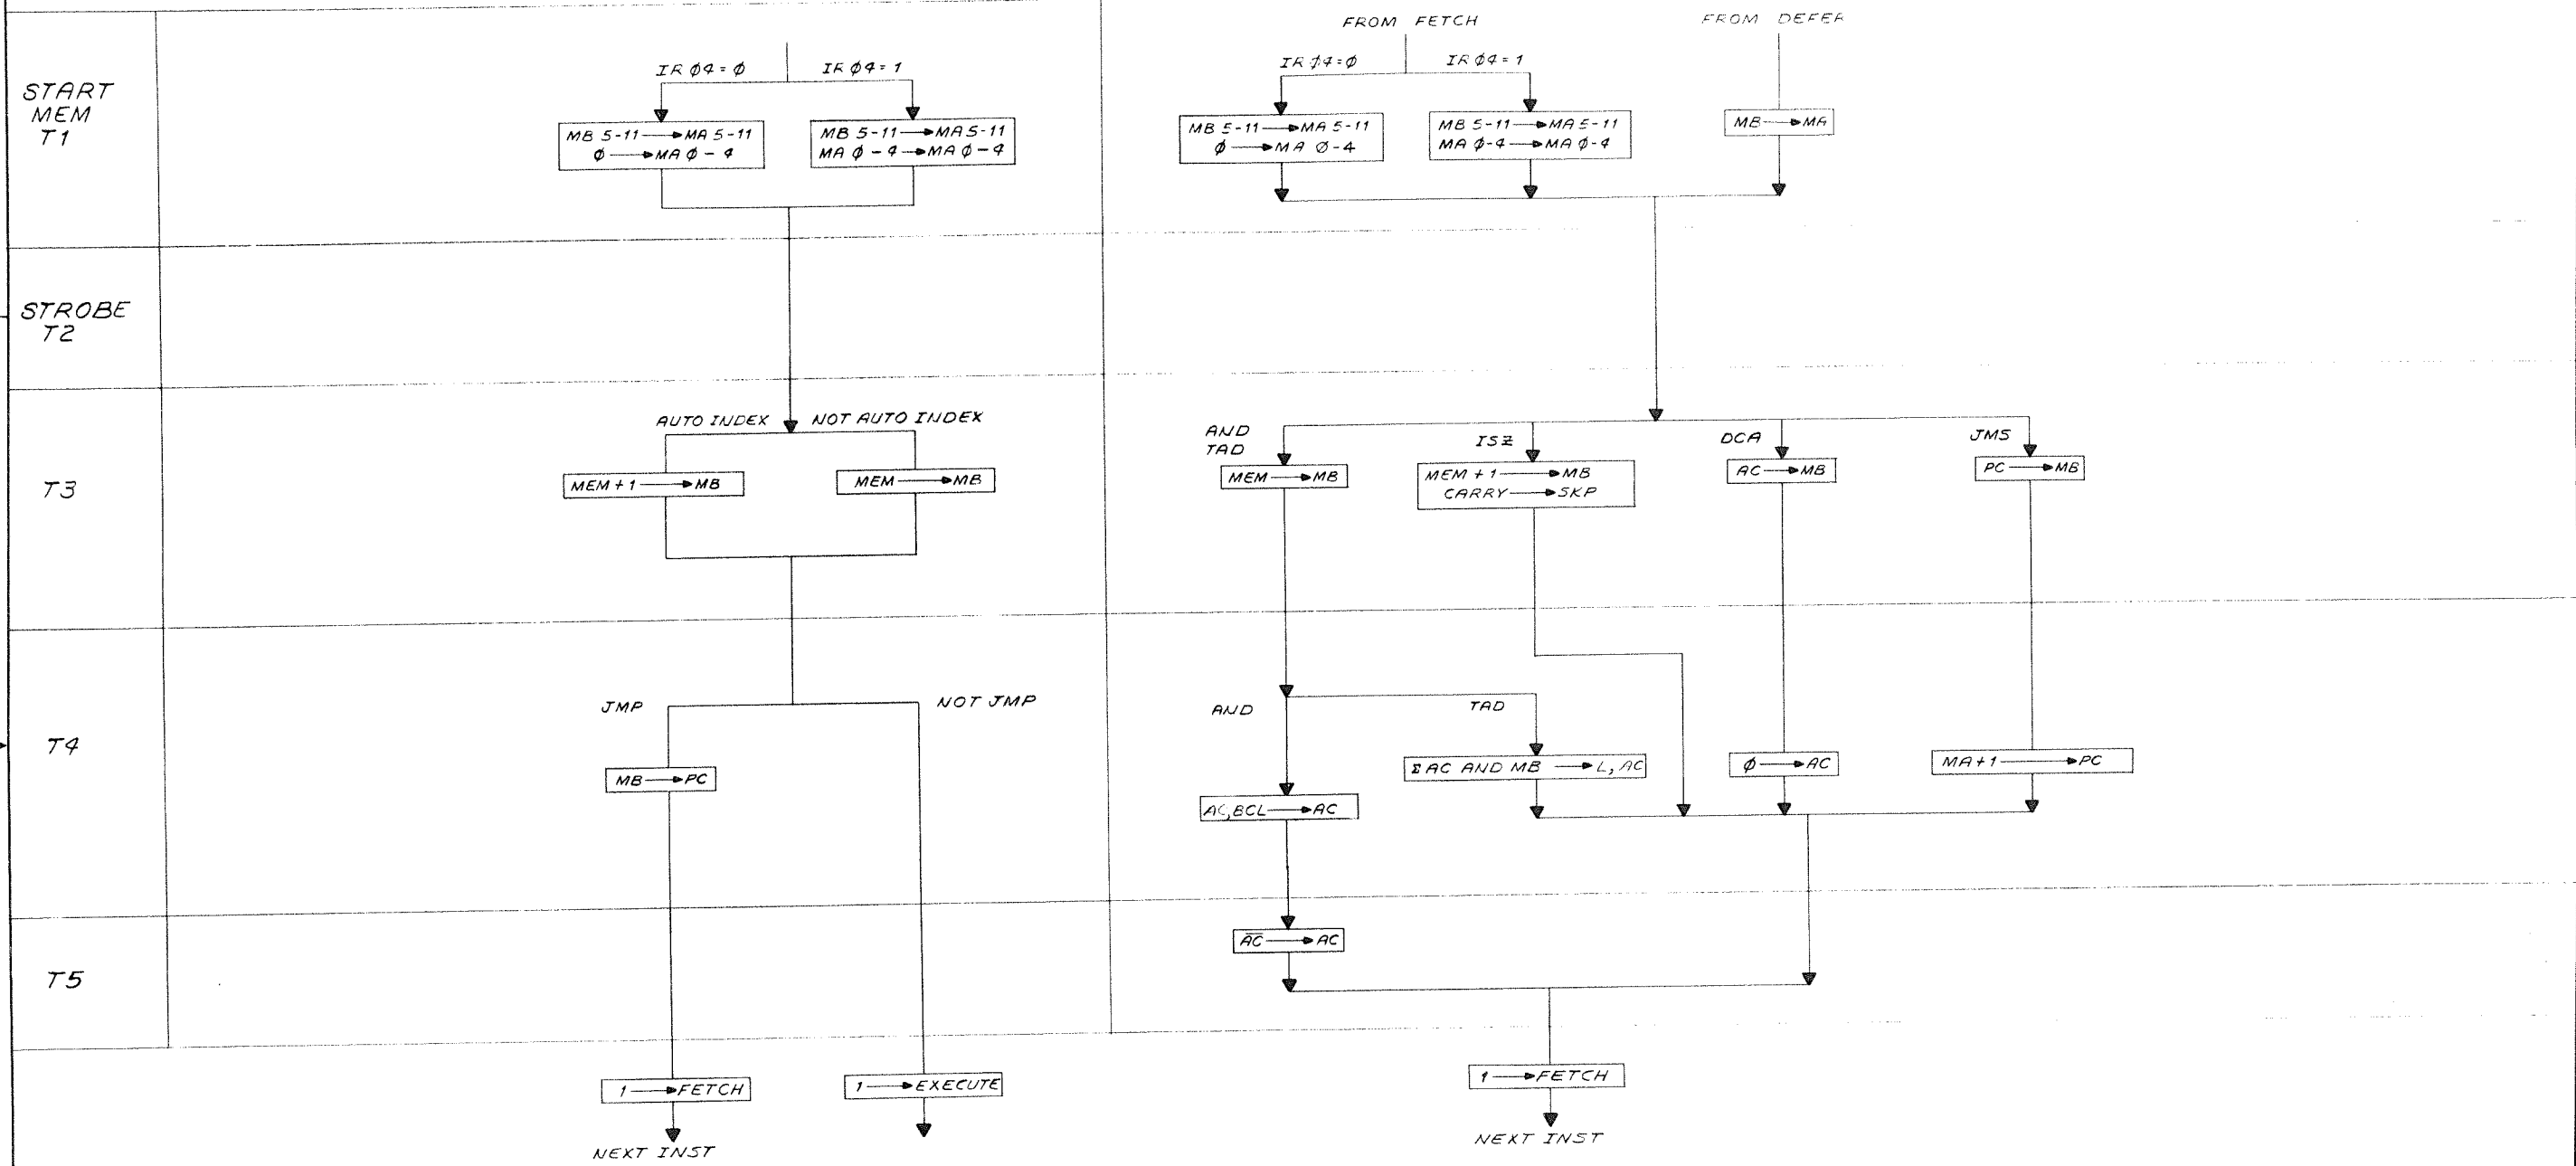 START
MEM
T1
IR Ø4=Ø
IR Ø4=1
MB 5-11→MA 5-11
Ø→MA Ø-4
MB 5-11→MA 5-11
MA Ø-4→MA Ø-4
FROM FETCH
IR Ø4=Ø
IR Ø4=1
MB 5-11→MA 5-11
Ø→MA Ø-4
MB 5-11→MA 5-11
MA Ø-4→MA Ø-4
FROM DEFER
MB→MA
STROBE
T2
T3
AUTO INDEX
NOT AUTO INDEX
MEM+1→MB
MEM→MB
AND
TAD
MEM→MB
ISZ
MEM+1→MB
CARRY→SKP
DCA
AC→MB
JMS
PC→MB
T4
JMP
NOT JMP
MB→PC
AND
AC,BCL→AC
TAD
Σ AC AND MB→L, AC
Ø→AC
MA+1→PC
T5
A̅C̅→AC
1→FETCH
NEXT INST
1→EXECUTE
1→FETCH
NEXT INST